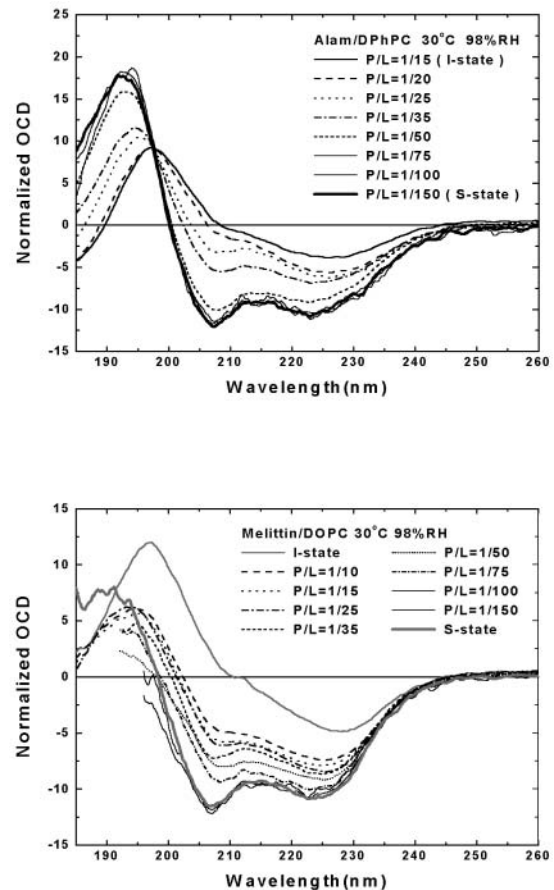 Alam/DPhPC 30°C 98%RH
P/L=1/15 ( I-state )
P/L=1/20
P/L=1/25
P/L=1/35
P/L=1/50
P/L=1/75
P/L=1/100
P/L=1/150 ( S-state )
25
20
15
10
5
0
-5
-10
-15
Normalized OCD
190 200 210 220 230 240 250 260
Wavelength(nm)
Melittin/DOPC 30°C 98%RH
I-state
P/L=1/10
P/L=1/15
P/L=1/25
P/L=1/35
P/L=1/50
P/L=1/75
P/L=1/100
P/L=1/150
S-state
15
10
5
0
-5
-10
-15
Normalized OCD
190 200 210 220 230 240 250 260
Wavelength(nm)